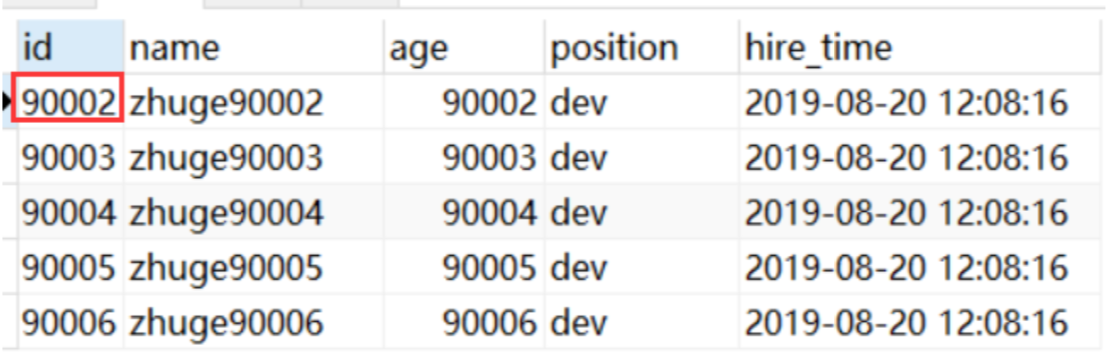 id name age position hire_time
90002 zhuge90002 90002 dev 2019-08-20 12:08:16
90003 zhuge90003 90003 dev 2019-08-20 12:08:16
90004 zhuge90004 90004 dev 2019-08-20 12:08:16
90005 zhuge90005 90005 dev 2019-08-20 12:08:16
90006 zhuge90006 90006 dev 2019-08-20 12:08:16